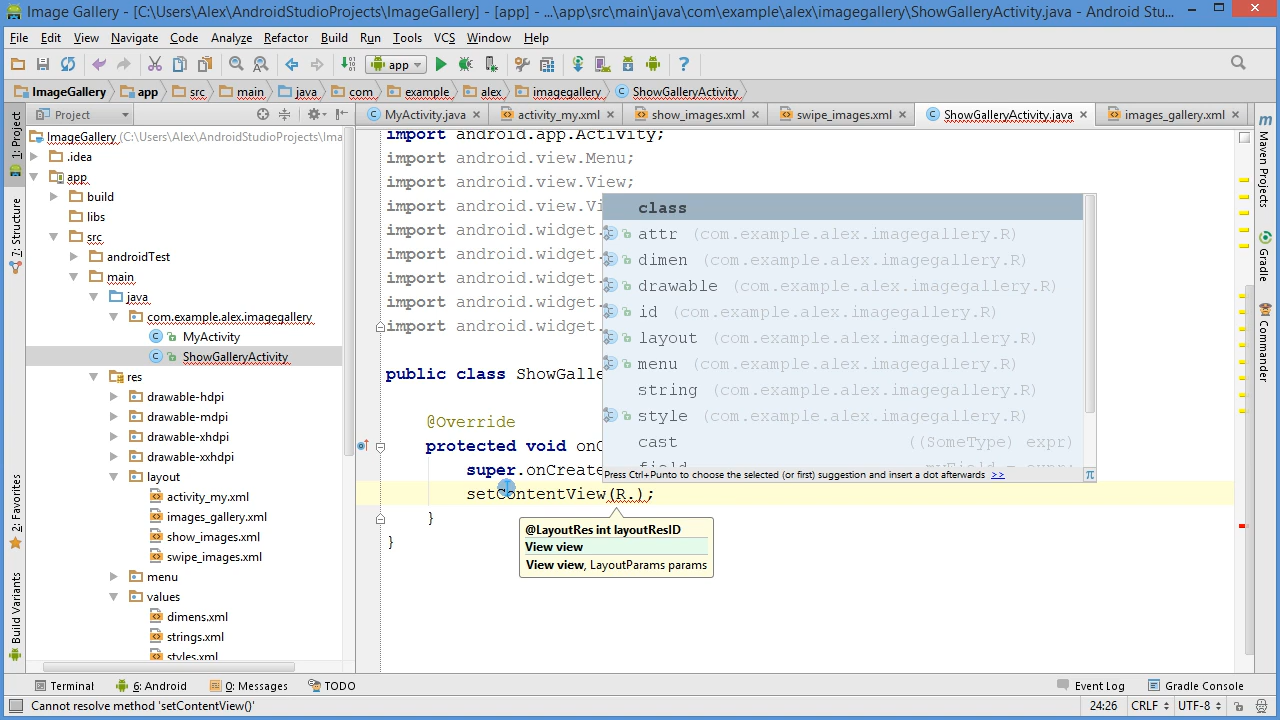 Image Gallery - [C:\Users\Alex\AndroidStudioProjects\ImageGallery] - [app] - ...\app\src\main\java\com\example\alex\imagegallery\ShowGalleryActivity.java - Android Stu...
File Edit View Navigate Code Analyze Refactor Build Run Tools VCS Window Help
app
ImageGallery app src main java com example alex imagegallery ShowGalleryActivity
Project
MyActivity.java activity_my.xml show_images.xml swipe_images.xml ShowGalleryActivity.java images_gallery.xml
1: Project
7: Structure
2: Favorites
Build Variants
ImageGallery (C:\Users\Alex\AndroidStudioProjects\Ima
.idea
app
build
libs
src
androidTest
main
java
com.example.alex.imagegallery
MyActivity
ShowGalleryActivity
res
drawable-hdpi
drawable-mdpi
drawable-xhdpi
drawable-xxhdpi
layout
activity_my.xml
images_gallery.xml
show_images.xml
swipe_images.xml
menu
values
dimens.xml
strings.xml
styles.xml
import android.app.Activity;
import android.view.Menu;
import android.view.View;
import android.view.Vi
import android.widget.
import android.widget.
import android.widget.
import android.widget.
import android.widget.
public class ShowGalle
@Override
protected void onC
super.onCreate
setContentView(R.);
}
}
class
attr (com.example.alex.imagegallery.R)
dimen (com.example.alex.imagegallery.R)
drawable (com.example.alex.imagegallery.R)
id (com.example.alex.imagegallery.R)
layout (com.example.alex.imagegallery.R)
menu (com.example.alex.imagegallery.R)
string (com.example.alex.imagegallery.R)
style (com.example.alex.imagegallery.R)
cast ((SomeType) expr)
field myField = expr;
Press Ctrl+Punto to choose the selected (or first) suggestion and insert a dot afterwards >>
@LayoutRes int layoutResID
View view
View view, LayoutParams params
Maven Projects
Gradle
Commander
Terminal 6: Android 0: Messages TODO Event Log Gradle Console
Cannot resolve method 'setContentView()' 24:26 CRLF UTF-8